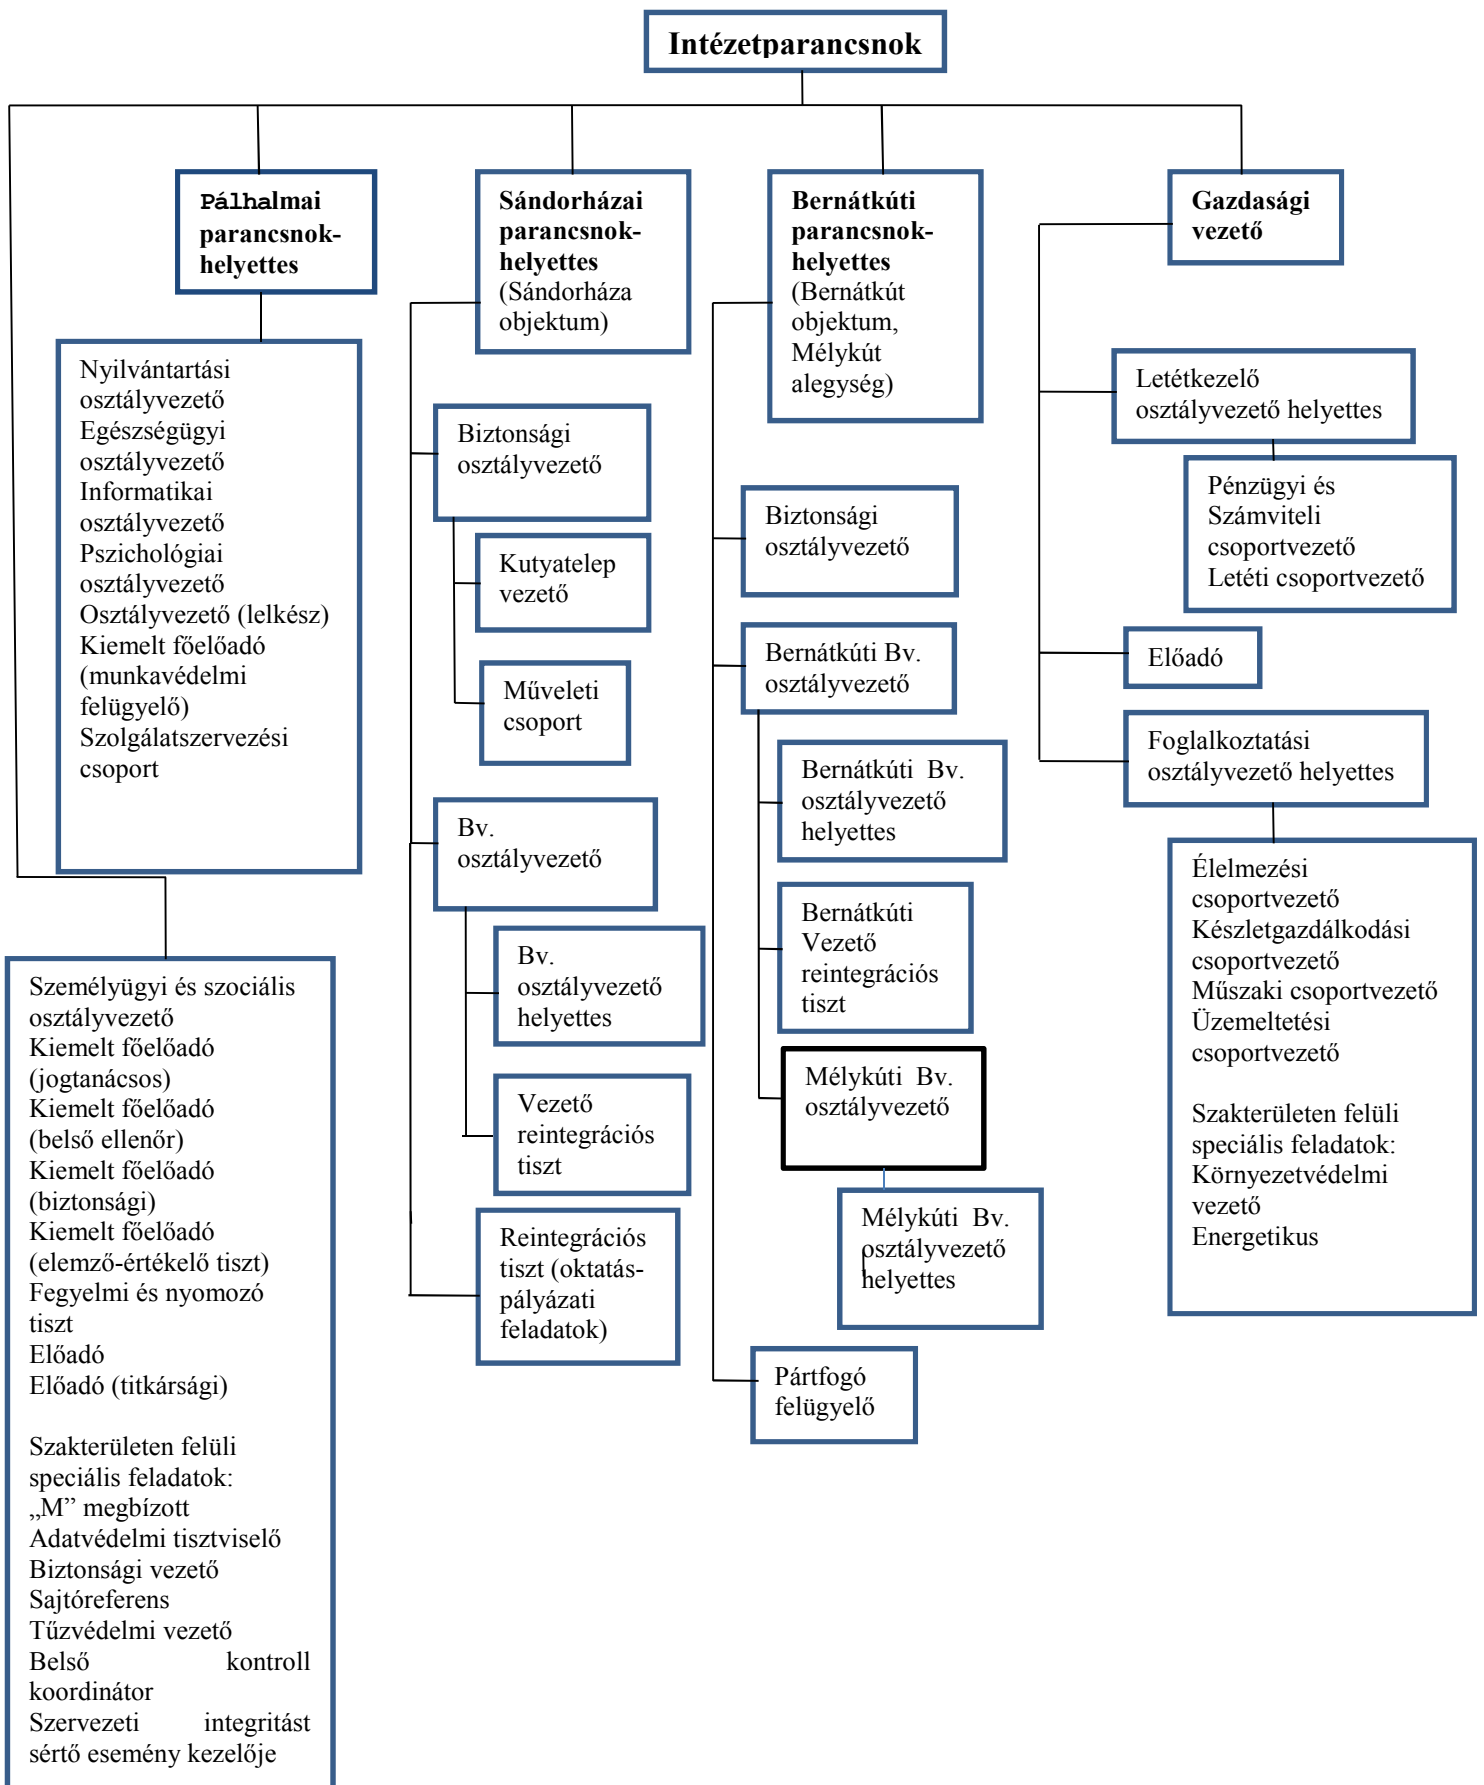 Intézetparancsnok
Pálhalmai
parancsnok-
helyettes
Nyilvántartási
osztályvezető
Egészségügyi
osztályvezető
Informatikai
osztályvezető
Pszichológiai
osztályvezető
Osztályvezető (lelkész)
Kiemelt főelőadó
(munkavédelmi
felügyelő)
Szolgálatszervezési
csoport
Személyügyi és szociális
osztályvezető
Kiemelt főelőadó
(jogtanácsos)
Kiemelt főelőadó
(belső ellenőr)
Kiemelt főelőadó
(biztonsági)
Kiemelt főelőadó
(elemző-értékelő tiszt)
Fegyelmi és nyomozó
tiszt
Előadó
Előadó (titkársági)
Szakterületen felüli
speciális feladatok:
„M” megbízott
Adatvédelmi tisztviselő
Biztonsági vezető
Sajtóreferens
Tűzvédelmi vezető
Belső kontroll
koordinátor
Szervezeti integritást
sértő esemény kezelője
Sándorházai
parancsnok-
helyettes
(Sándorháza
objektum)
Biztonsági
osztályvezető
Kutyatelep
vezető
Műveleti
csoport
Bv.
osztályvezető
Bv.
osztályvezető
helyettes
Vezető
reintegrációs
tiszt
Reintegrációs
tiszt (oktatás-
pályázati
feladatok)
Bernátkúti
parancsnok-
helyettes
(Bernátkút
objektum,
Mélykút
alegység)
Biztonsági
osztályvezető
Bernátkúti Bv.
osztályvezető
Bernátkúti Bv.
osztályvezető
helyettes
Bernátkúti
Vezető
reintegrációs
tiszt
Mélykúti Bv.
osztályvezető
Mélykúti Bv.
osztályvezető
helyettes
Pártfogó
felügyelő
Gazdasági
vezető
Letétkezelő
osztályvezető helyettes
Pénzügyi és
Számviteli
csoportvezető
Letéti csoportvezető
Előadó
Foglalkoztatási
osztályvezető helyettes
Élelmezési
csoportvezető
Készletgazdálkodási
csoportvezető
Műszaki csoportvezető
Üzemeltetési
csoportvezető
Szakterületen felüli
speciális feladatok:
Környezetvédelmi
vezető
Energetikus